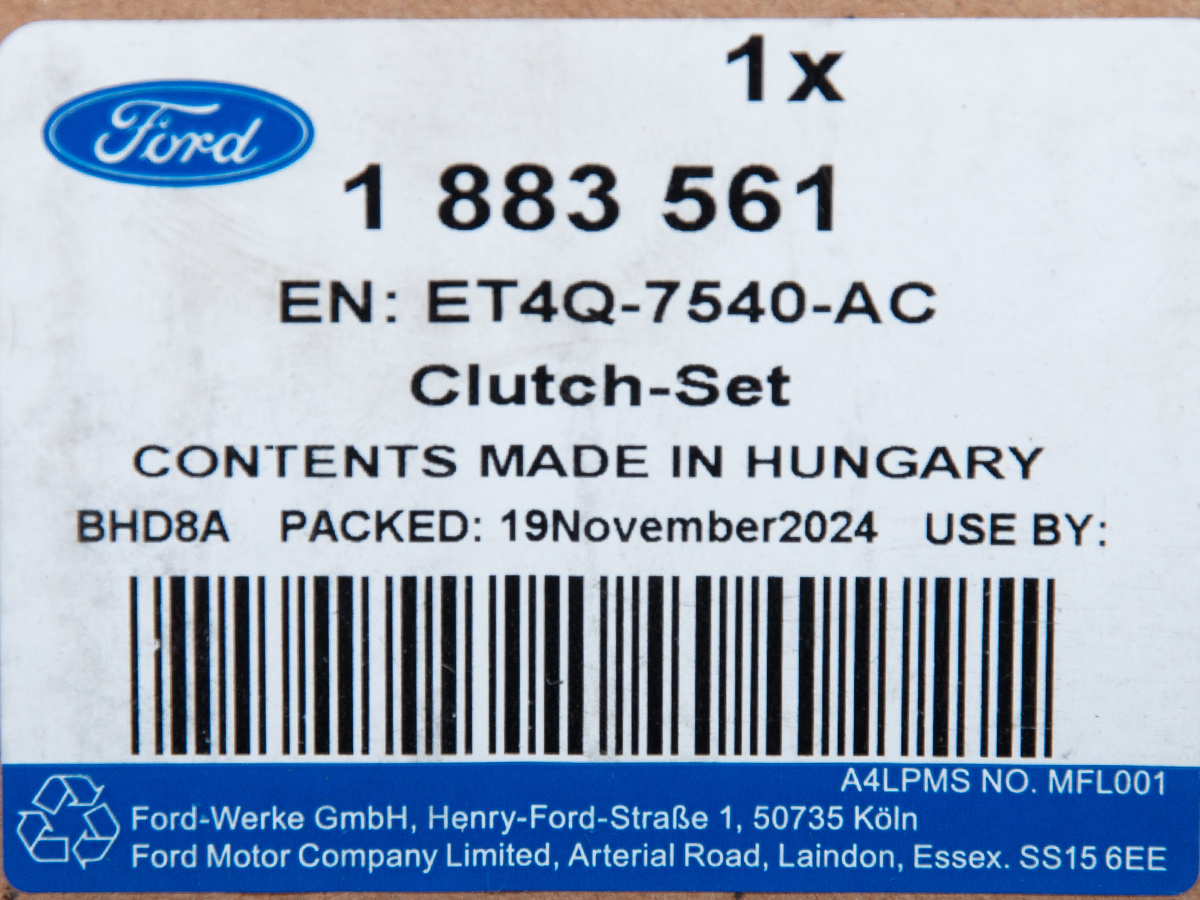 1x
Ford
1 883 561
EN: ET4Q-7540-AC
Clutch-Set
CONTENTS MADE IN HUNGARY
BHD8A PACKED: 19November2024 USE BY:
A4LPMS NO. MFL001
Ford-Werke GmbH, Henry-Ford-Straße 1, 50735 Köln
Ford Motor Company Limited, Arterial Road, Laindon, Essex. SS15 6EE